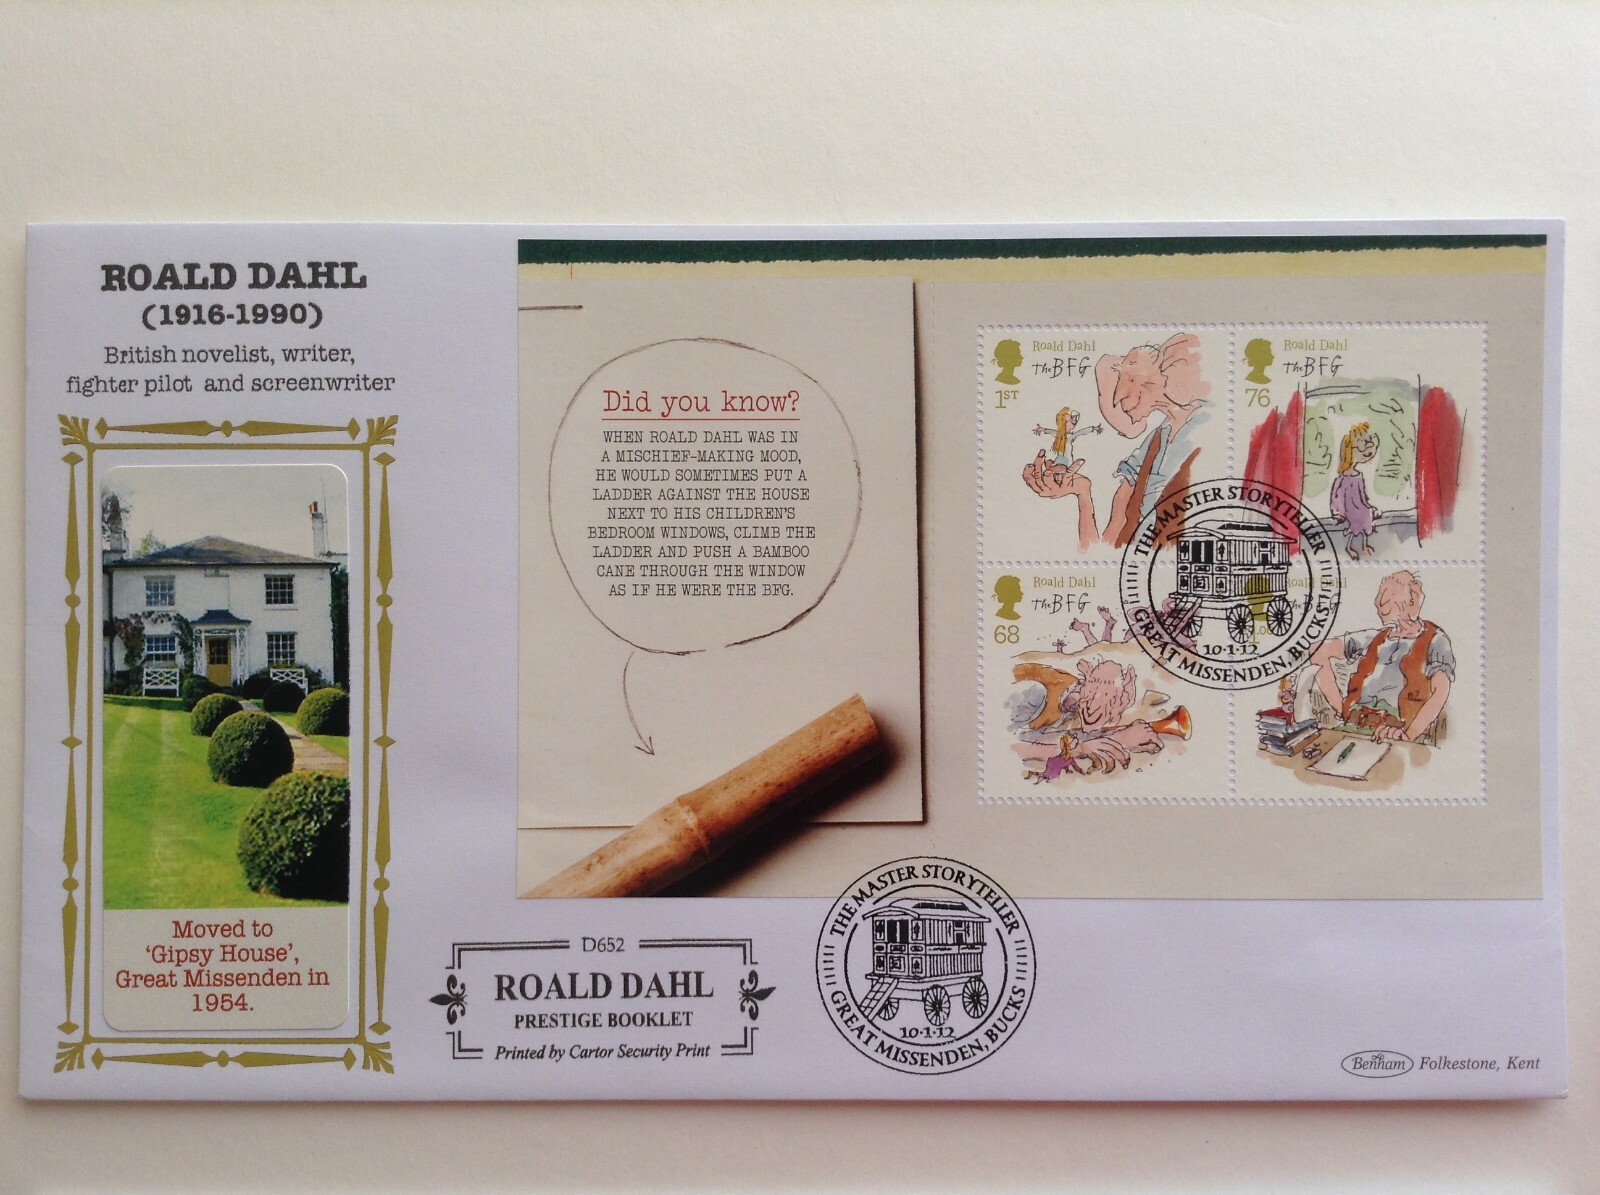 ROALD DAHL
(1916-1990)
British novelist, writer,
fighter pilot and screenwriter
Moved to
'Gipsy House',
Great Missenden in
1954.
Did you know?
WHEN ROALD DAHL WAS IN
A MISCHIEF-MAKING MOOD,
HE WOULD SOMETIMES PUT A
LADDER AGAINST THE HOUSE
NEXT TO HIS CHILDREN'S
BEDROOM WINDOWS, CLIMB THE
LADDER AND PUSH A BAMBOO
CANE THROUGH THE WINDOW
AS IF HE WERE THE BFG.
Roald Dahl
The BFG
1ST
Roald Dahl
The BFG
76
Roald Dahl
The BFG
68
Roald Dahl
THE MASTER STORYTELLER
10·1·12
GREAT MISSENDEN, BUCKS
D652
ROALD DAHL
PRESTIGE BOOKLET
Printed by Cartor Security Print
THE MASTER STORYTELLER
10·1·12
GREAT MISSENDEN, BUCKS
Benham Folkestone, Kent